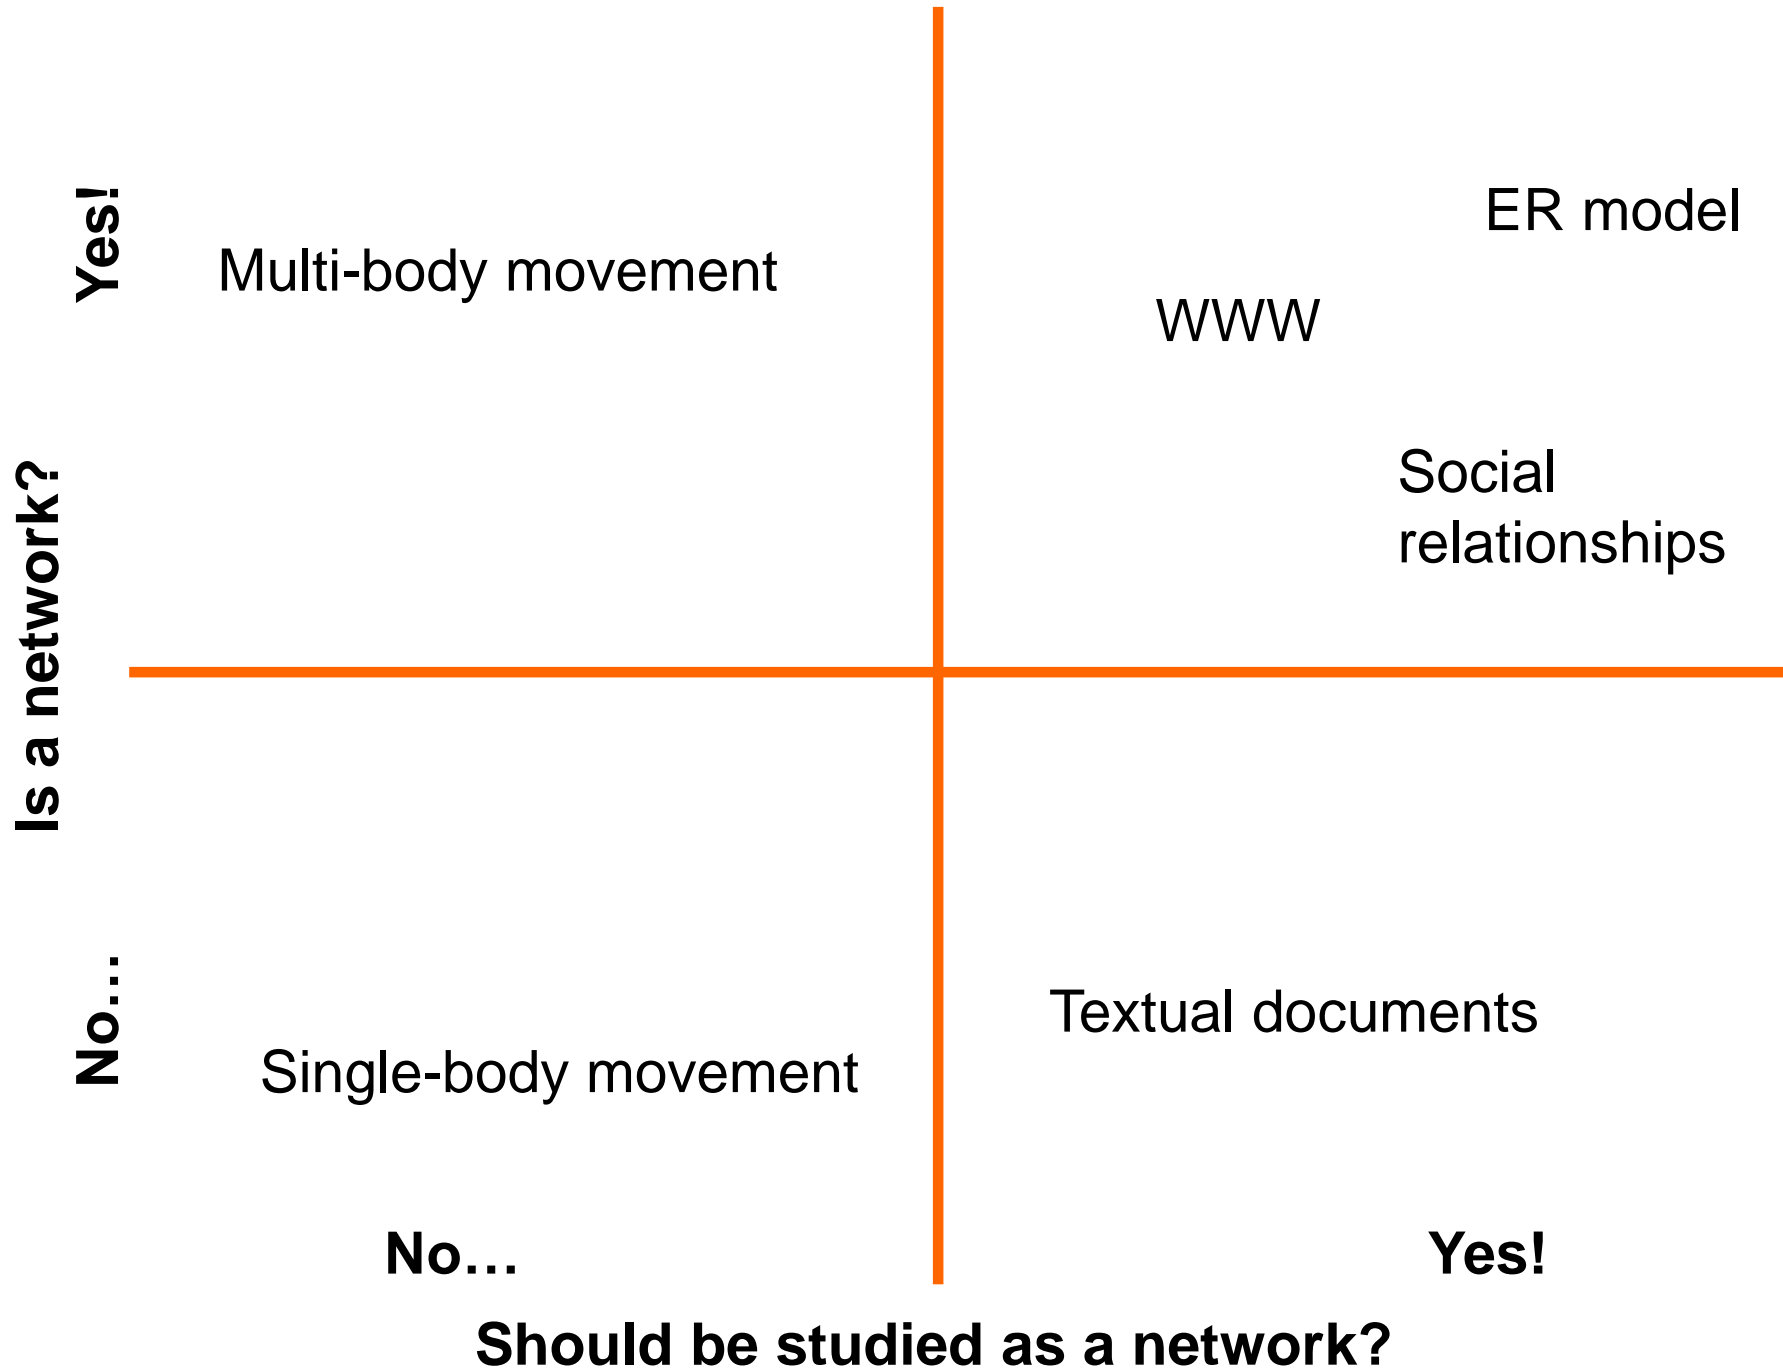 Yes!
ER model
Multi-body movement
WWW
Social
relationships
Is a network?
No…
Textual documents
Single-body movement
No…
Yes!
Should be studied as a network?